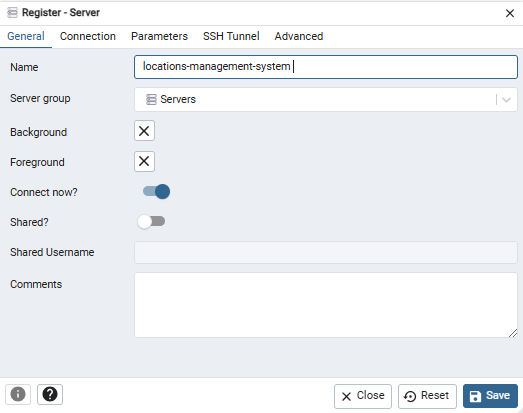 Register - Server
General Connection Parameters SSH Tunnel Advanced
Name locations-management-system
Server group Servers
Background
Foreground
Connect now?
Shared?
Shared Username
Comments
Close Reset Save